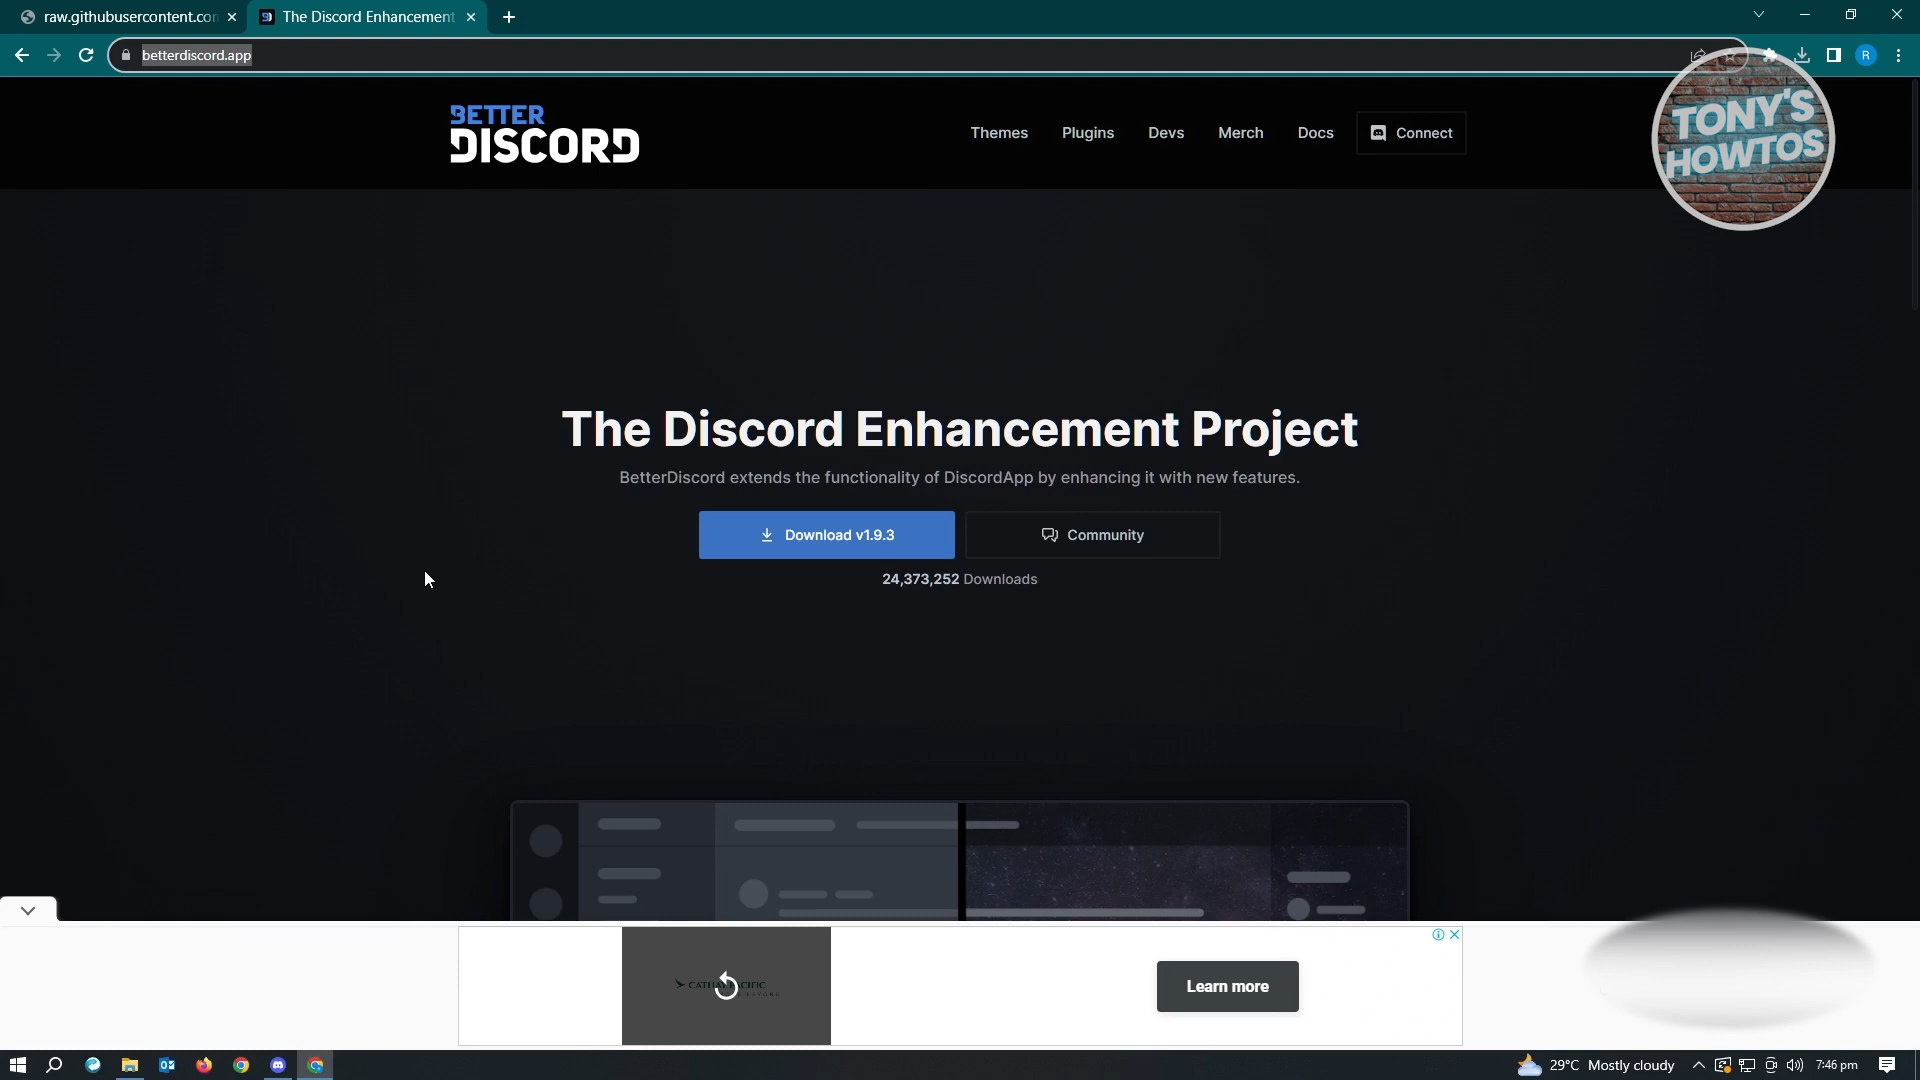 raw.githubusercontent.con
The Discord Enhancement
betterdiscord.app
R
BETTER
DISCORD
Themes
Plugins
Devs
Merch
Docs
Connect
TONY'S
HOWTOS
The Discord Enhancement Project
BetterDiscord extends the functionality of DiscordApp by enhancing it with new features.
Download v1.9.3
Community
24,373,252 Downloads
Learn more
29°C Mostly cloudy
7:46 pm